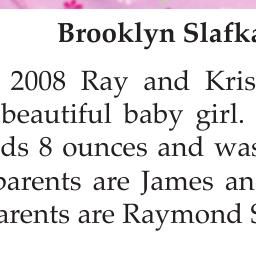 Brooklyn Slafka
2008 Ray and Kris
beautiful baby girl.
ds 8 ounces and was
parents are James an
arents are Raymond S